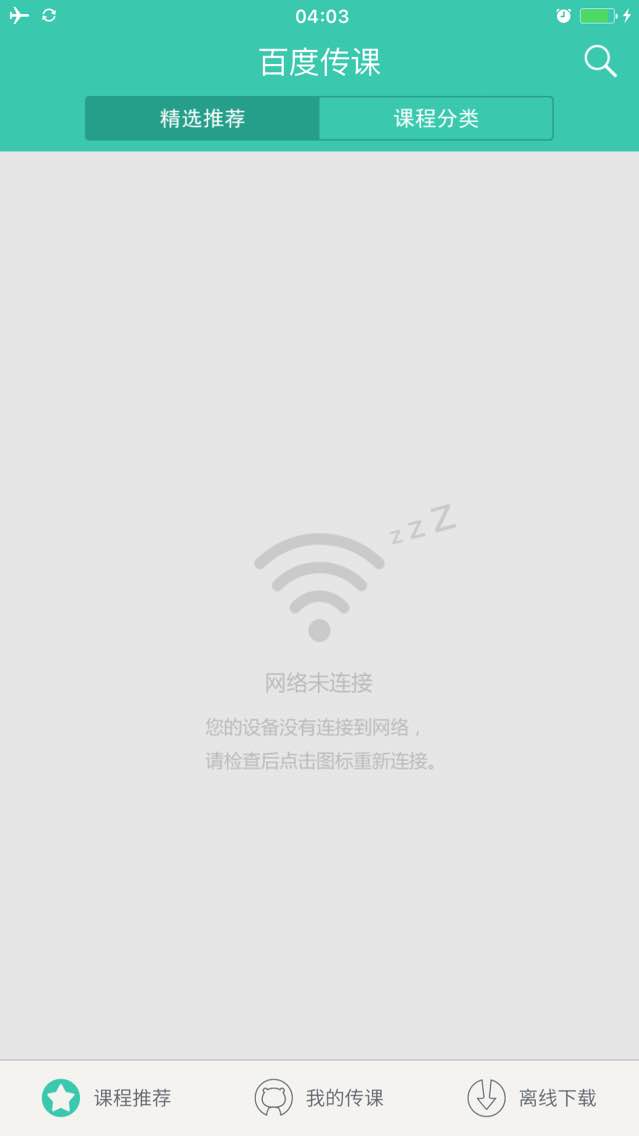 04:03
百度传课
精选推荐
课程分类
z z Z
网络未连接
您的设备没有连接到网络，
请检查后点击图标重新连接。
课程推荐
我的传课
离线下载